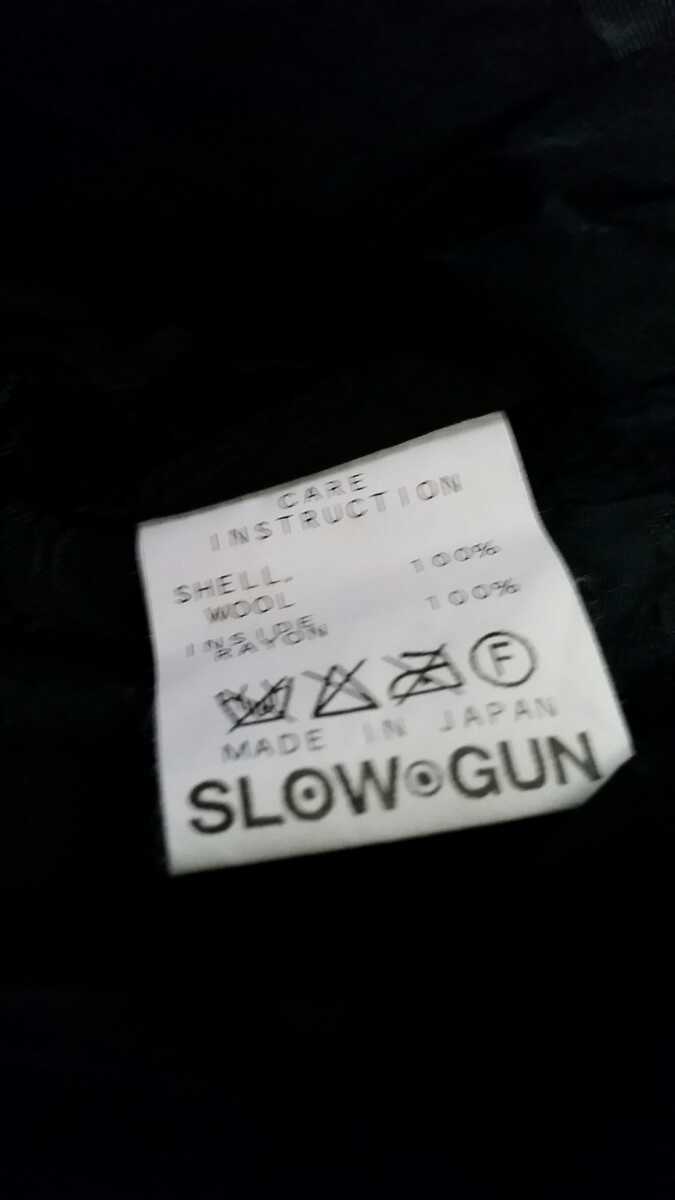 CARE
INSTRUCTION
SHELL. 100%
WOOL
INSIDE 100%
RAYON
F
MADE IN JAPAN
SLOW GUN